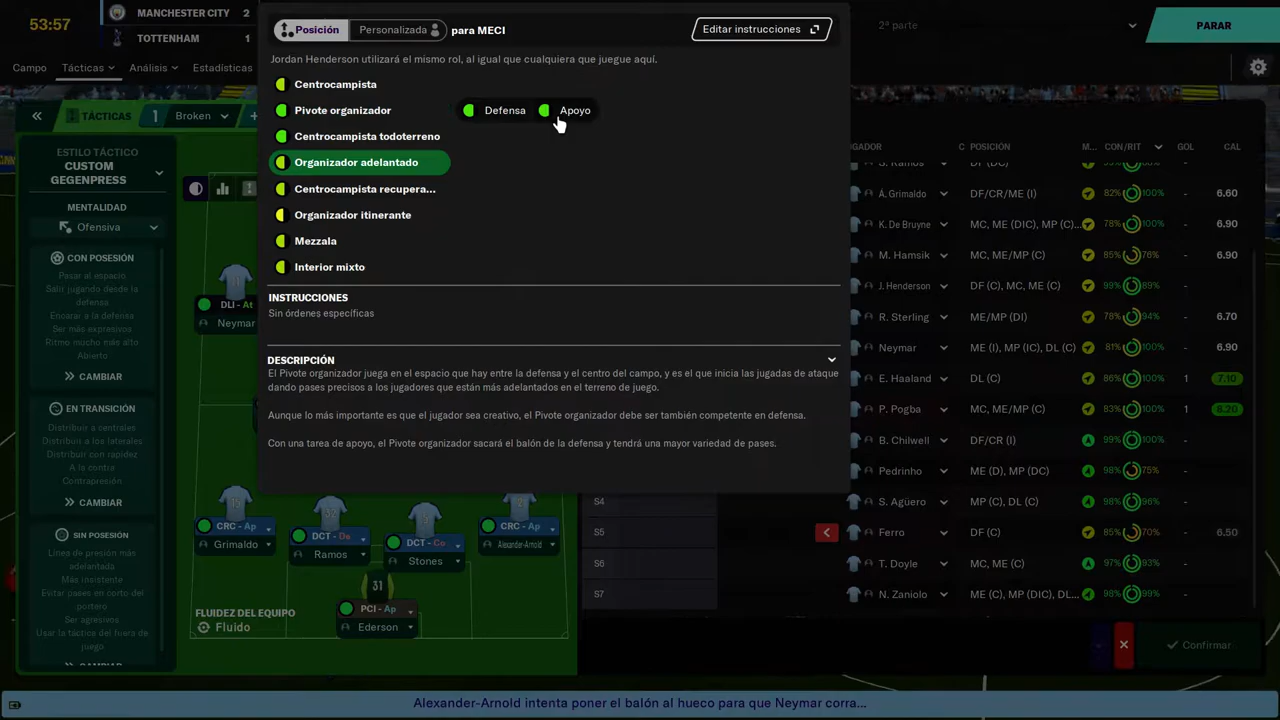 53:57
MANCHESTER CITY 2
TOTTENHAM 1
2ª parte
PARAR
Campo
Tácticas
Análisis
Estadísticas
Posición
Personalizada
para MECI
Editar instrucciones
Jordan Henderson utilizará el mismo rol, al igual que cualquiera que juegue aquí.
Centrocampista
Pivote organizador
Defensa
Apoyo
Centrocampista todoterreno
Organizador adelantado
Centrocampista recupera...
Organizador itinerante
Mezzala
Interior mixto
INSTRUCCIONES
Sin órdenes específicas
DESCRIPCIÓN
El Pivote organizador juega en el espacio que hay entre la defensa y el centro del campo, y es el que inicia las jugadas de ataque
dando pases precisos a los jugadores que están más adelantados en el terreno de juego.
Aunque lo más importante es que el jugador sea creativo, el Pivote organizador debe ser también competente en defensa.
Con una tarea de apoyo, el Pivote organizador sacará el balón de la defensa y tendrá una mayor variedad de pases.
TÁCTICAS
1 Broken
ESTILO TÁCTICO
CUSTOM
GEGENPRESS
MENTALIDAD
Ofensiva
CON POSESIÓN
Pasar al espacio
Salir jugando desde la
defensa
Encarar a la defensa
Ser más expresivos
Ritmo mucho más alto
Abierto
CAMBIAR
EN TRANSICIÓN
Distribuir a centrales
Distribuir a los laterales
Distribuir con rapidez
A la contra
Contrapresión
CAMBIAR
SIN POSESIÓN
Línea de presión más
adelantada
Más insistente
Evitar pases en corto del
portero
Ser agresivos
Usar la táctica del fuera de
juego
CAMBIAR
DLI - At
Neymar
CRC - Ap
Grimaldo
DCT - De
Ramos
DCT - Co
Stones
CRC - Ap
Alexander-Arnold
31
PCI - Ap
Ederson
FLUIDEZ DEL EQUIPO
Fluido
S4
S5
S6
S7
JUGADOR C POSICIÓN M... CON/RIT GOL CAL
S. Ramos DF (DC) 100% -
Á. Grimaldo DF/CR/ME (I) 82% 100% - 6.60
K. De Bruyne MC, ME (DIC), MP (C)... 78% 100% - 6.90
M. Hamsik MC, ME/MP (C) 85% 76% - 6.90
J. Henderson DF (C), MC, ME (C) 99% 89% -
R. Sterling ME/MP (DI) 78% 94% - 6.70
Neymar ME (I), MP (IC), DL (C) 81% 100% - 6.90
E. Haaland DL (C) 86% 100% 1 7.10
P. Pogba MC, ME/MP (C) 83% 100% 1 8.20
B. Chilwell DF/CR (I) 99% 100% -
Pedrinho ME (D), MP (DC) 98% 75% -
S. Agüero MP (C), DL (C) 98% 96% -
Ferro DF (C) 85% 70% - 6.50
T. Doyle MC, ME (C) 97% 93% -
N. Zaniolo ME (C), MP (DIC), DL... 98% 99% -
Confirmar
Alexander-Arnold intenta poner el balón al hueco para que Neymar corra...